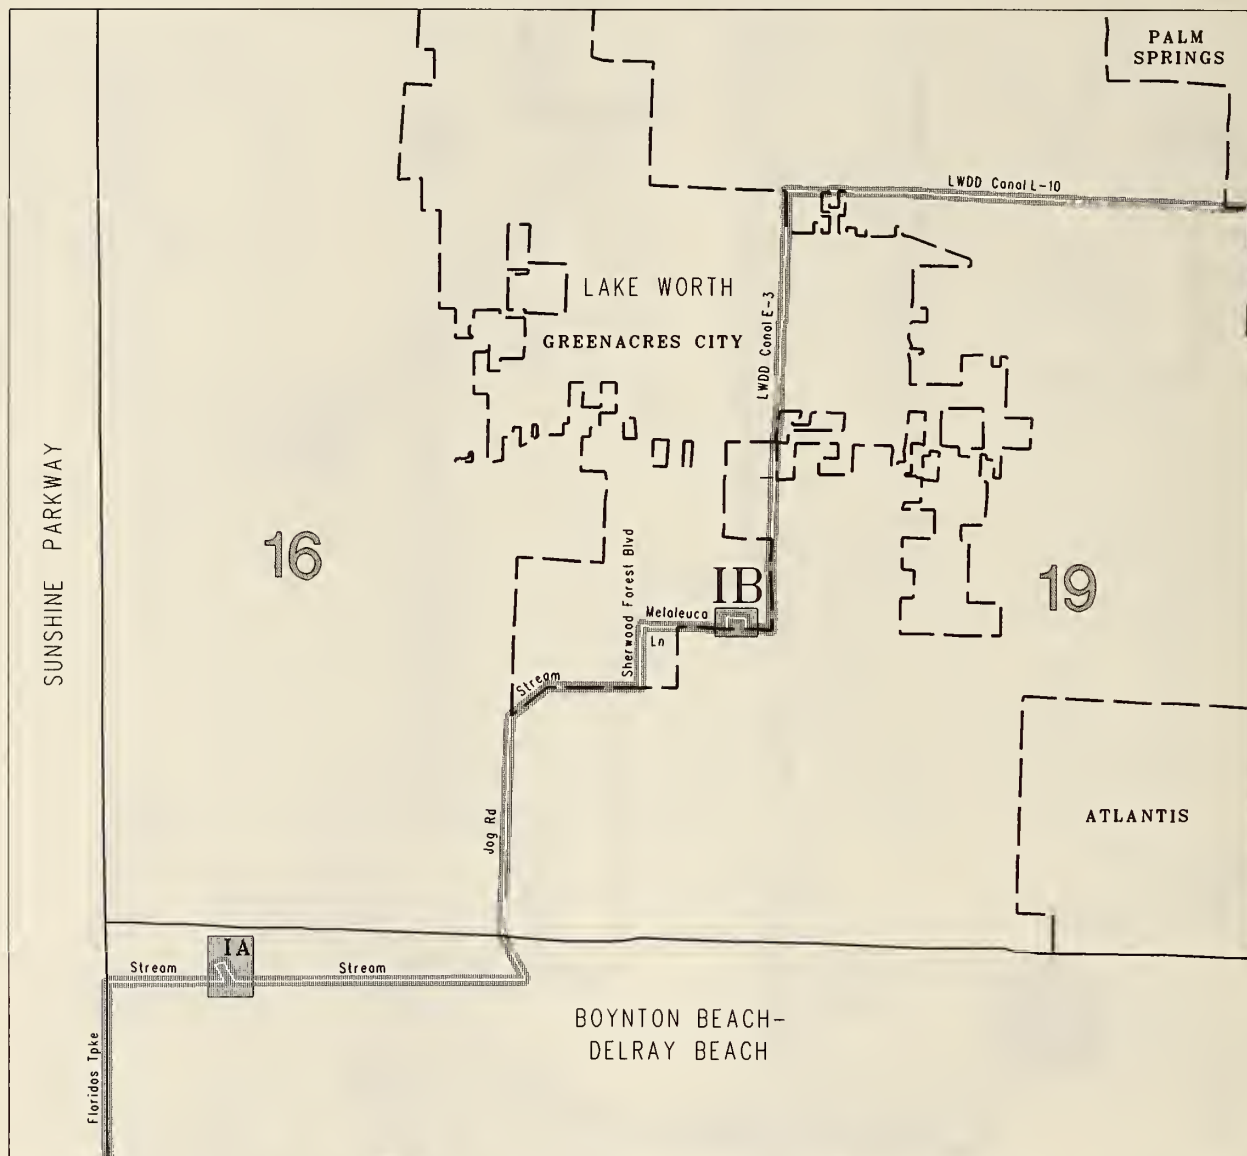 PALM
SPRINGS
LWDD Canal L-10
LAKE WORTH
LWDD Canal E-3
GREENACRES CITY
SUNSHINE PARKWAY
16
Sherwood Forest Blvd
IB
19
Melaleuca
Ln
Stream
Jog Rd
ATLANTIS
IA
Stream
Stream
BOYNTON BEACH-
DELRAY BEACH
Floridas Tpke